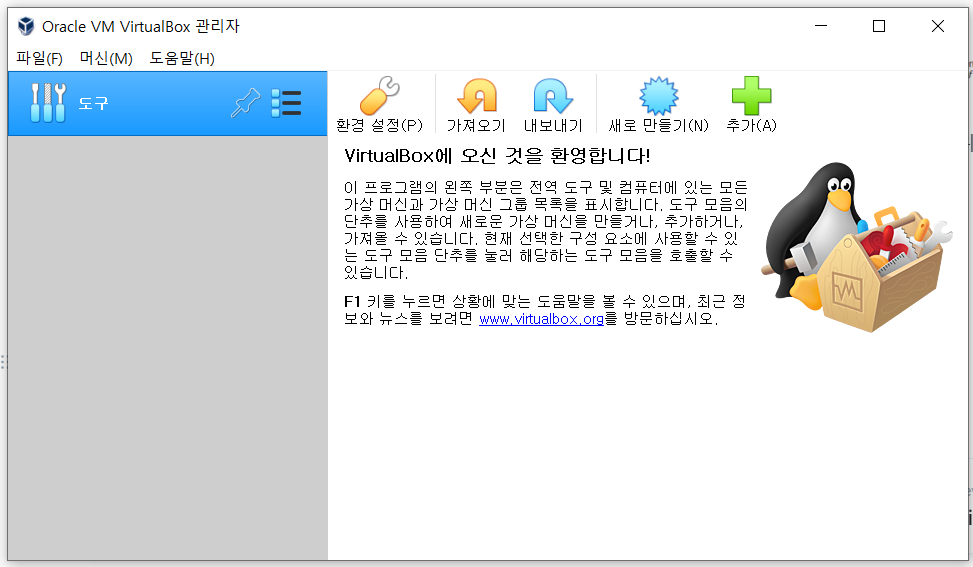 Oracle VM VirtualBox 관리자
파일(F) 머신(M) 도움말(H)
도구
환경 설정(P) 가져오기 내보내기 새로 만들기(N) 추가(A)
VirtualBox에 오신 것을 환영합니다!
이 프로그램의 왼쪽 부분은 전역 도구 및 컴퓨터에 있는 모든
가상 머신과 가상 머신 그룹 목록을 표시합니다. 도구 모음의
단추를 사용하여 새로운 가상 머신을 만들거나, 추가하거나,
가져올 수 있습니다. 현재 선택한 구성 요소에 사용할 수 있
는 도구 모음 단추를 눌러 해당하는 도구 모음을 호출할 수
있습니다.
F1 키를 누르면 상황에 맞는 도움말을 볼 수 있으며, 최근 정
보와 뉴스를 보려면 www.virtualbox.org를 방문하십시오.